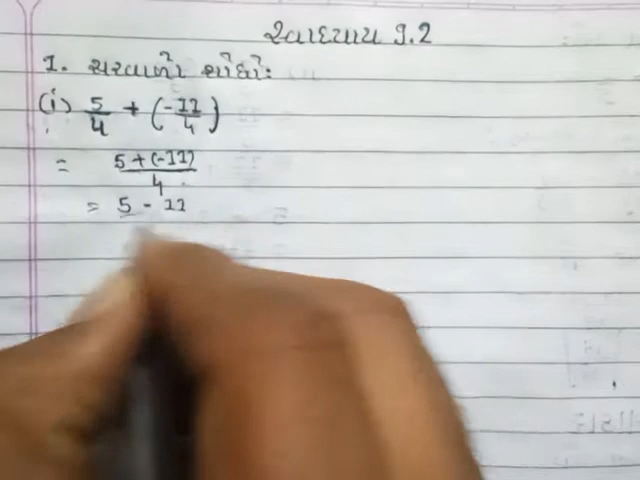 સ્વાધ્યાય 9.2
1. સરવાળો શોધો:
(i) 5/4 + (-11/4)
= 5+(-11)/4
= 5 - 11